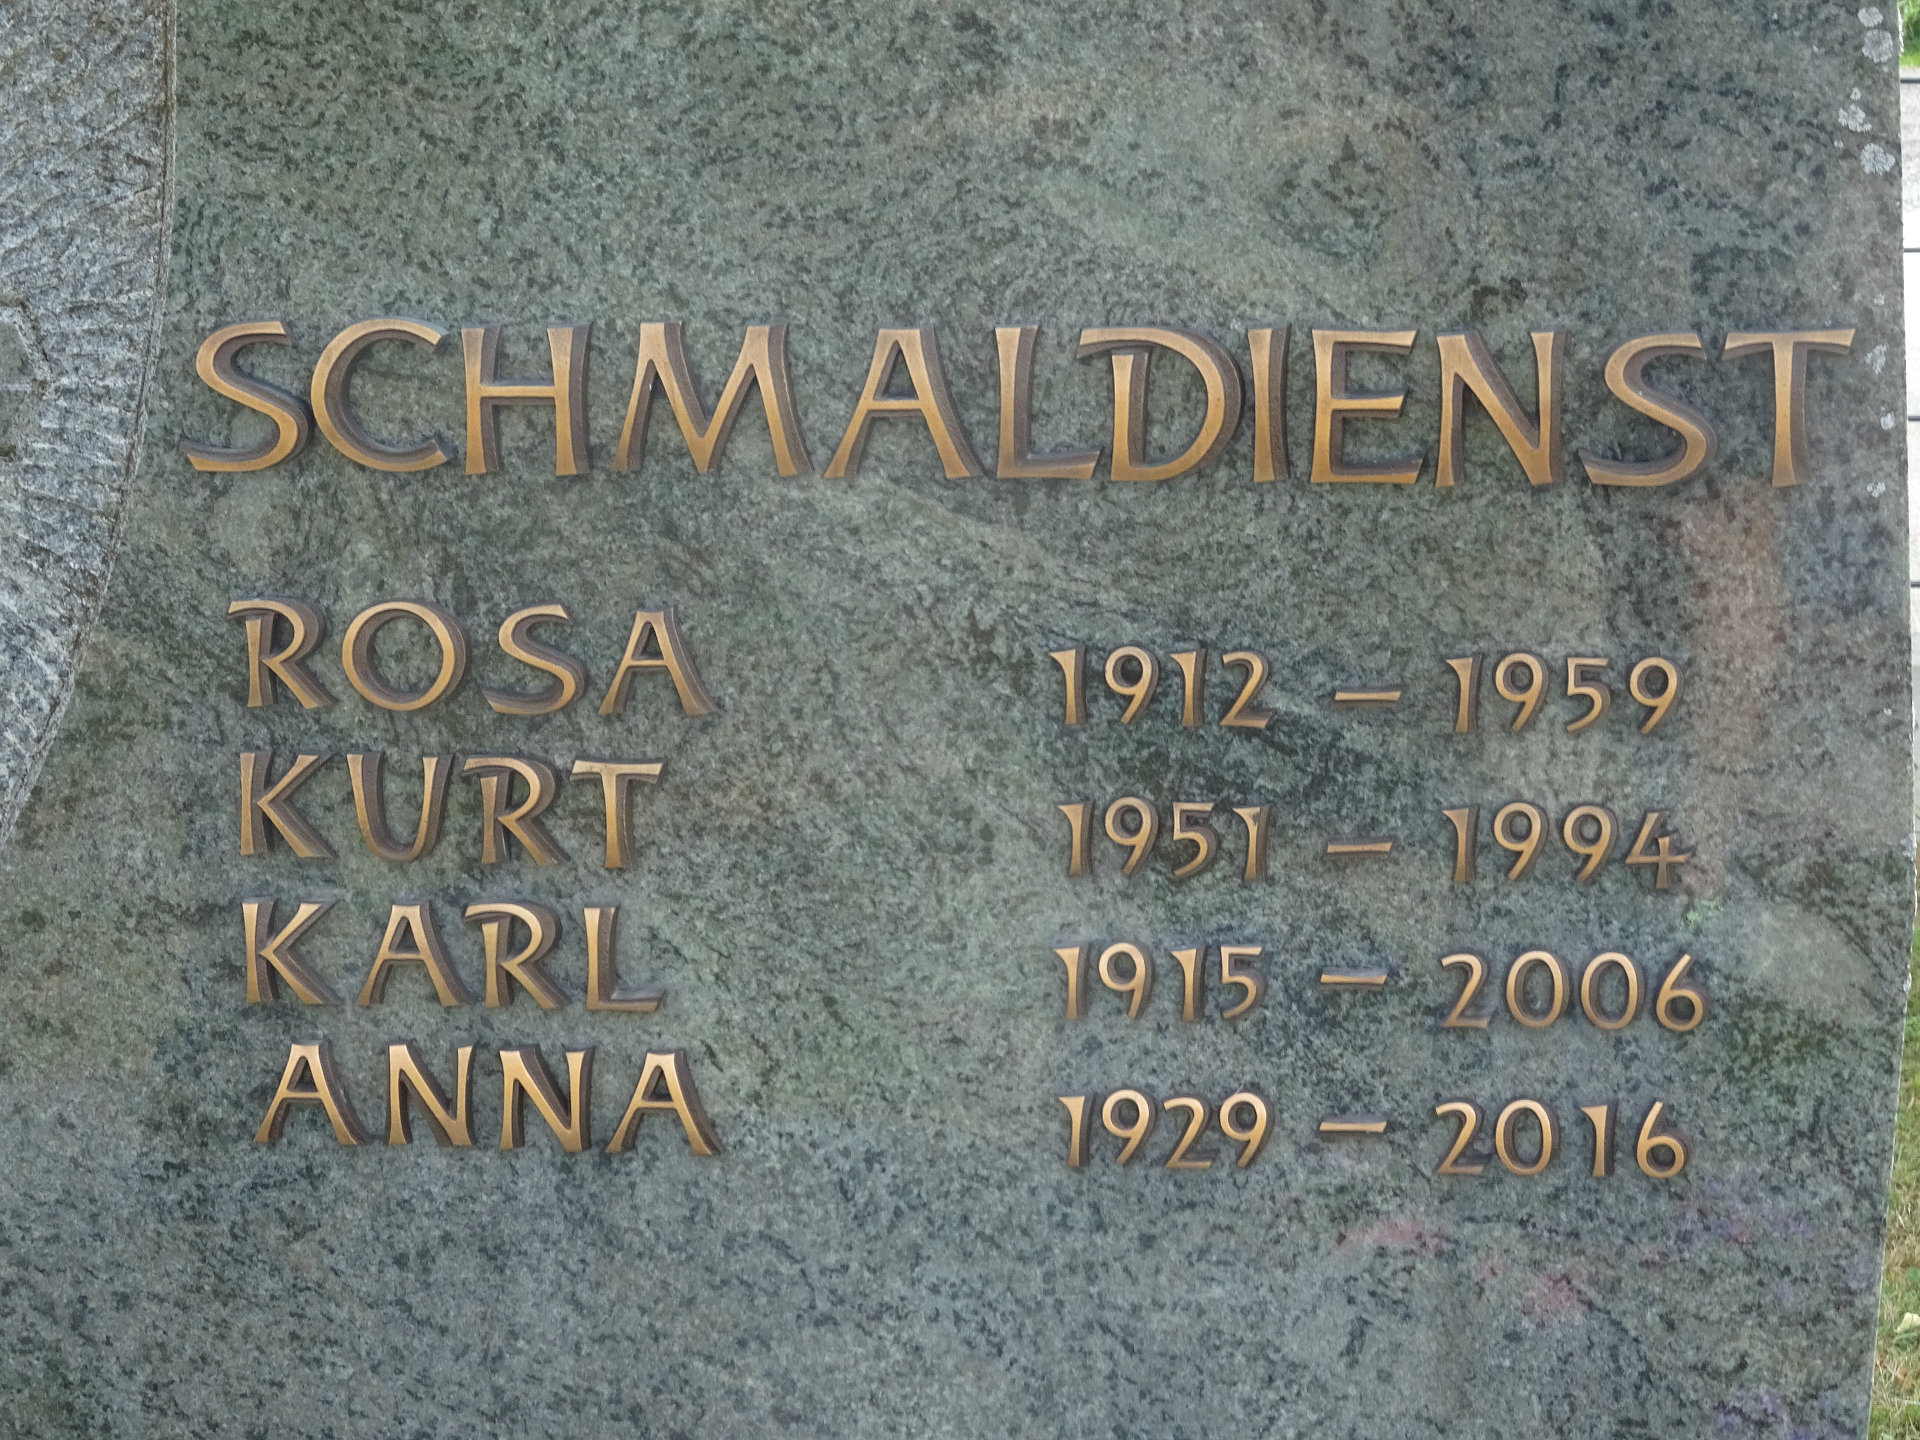 SCHMALDIENST
ROSA 1912 – 1959
KURT 1951 – 1994
KARL 1915 – 2006
ANNA 1929 – 2016